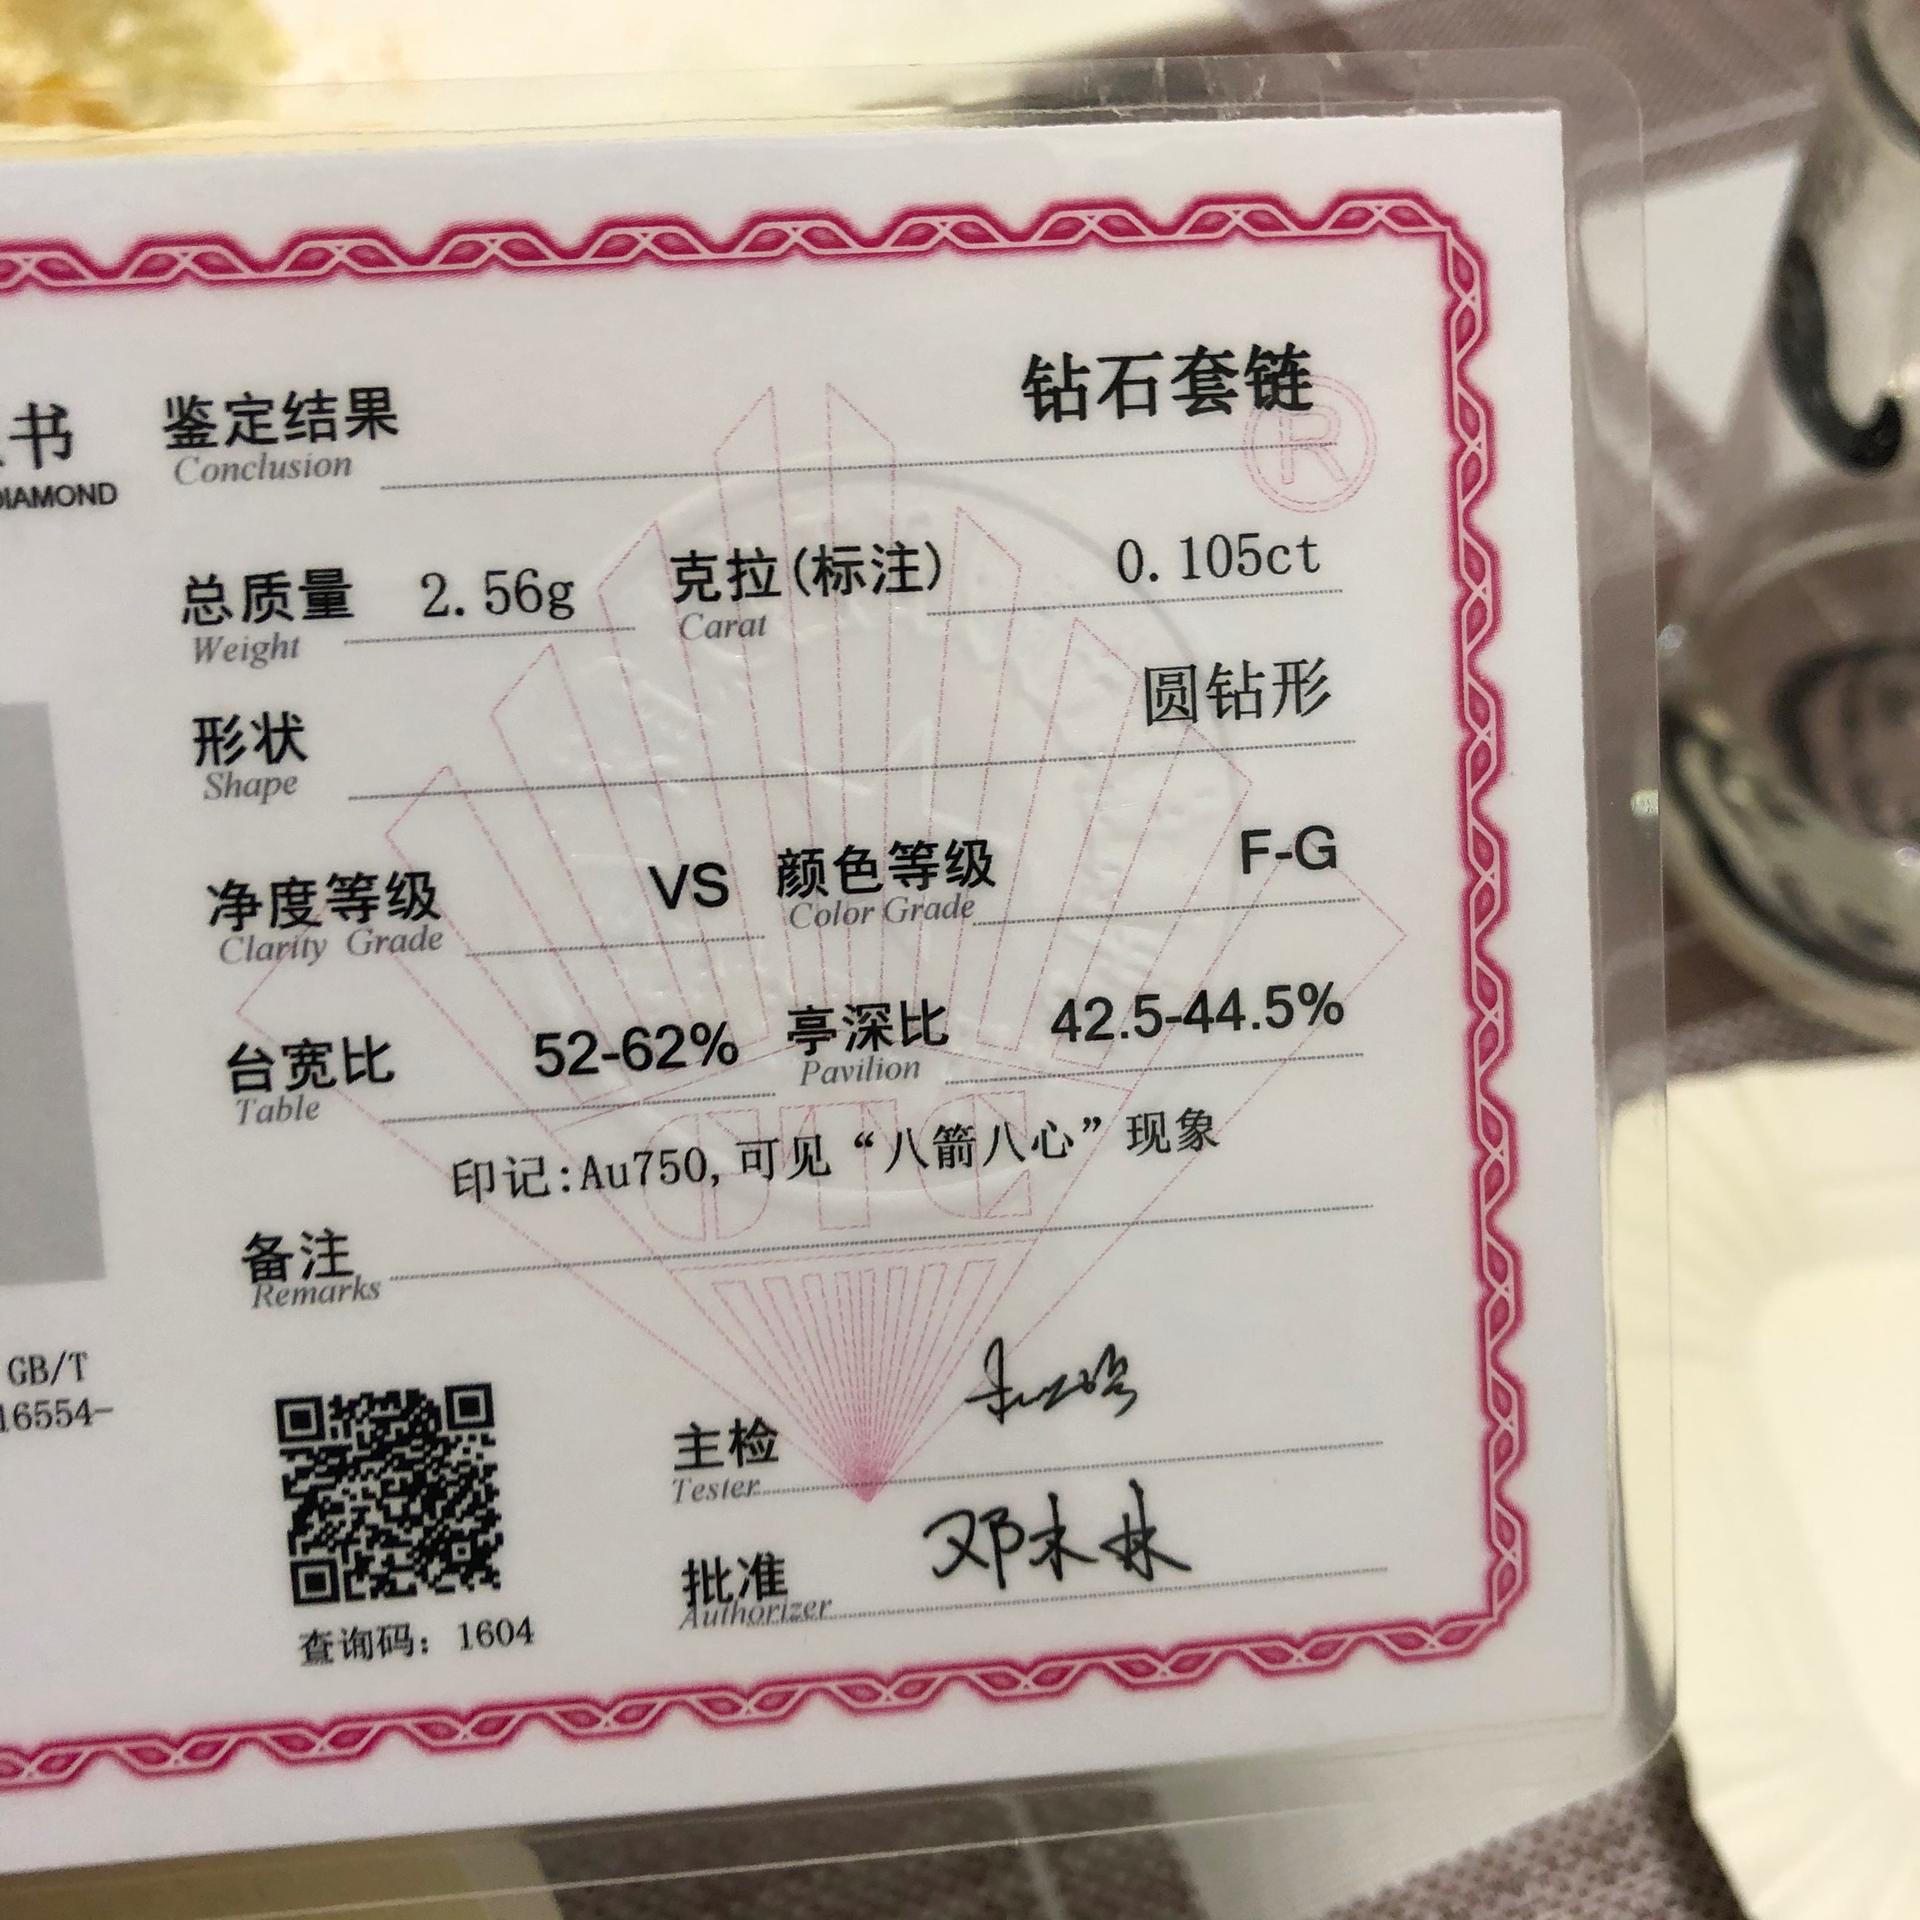 书
DIAMOND
鉴定结果 钻石套链
Conclusion
®
总质量 2.56g 克拉(标注) 0.105ct
Weight Carat
形状 圆钻形
Shape
净度等级 VS 颜色等级 F-G
Clarity Grade Color Grade
台宽比 52-62% 亭深比 42.5-44.5%
Table Pavilion
印记:Au750,可见“八箭八心”现象
备注
Remarks
GB/T
16554-
主检
Tester
批准
Authorizer
查询码：1604